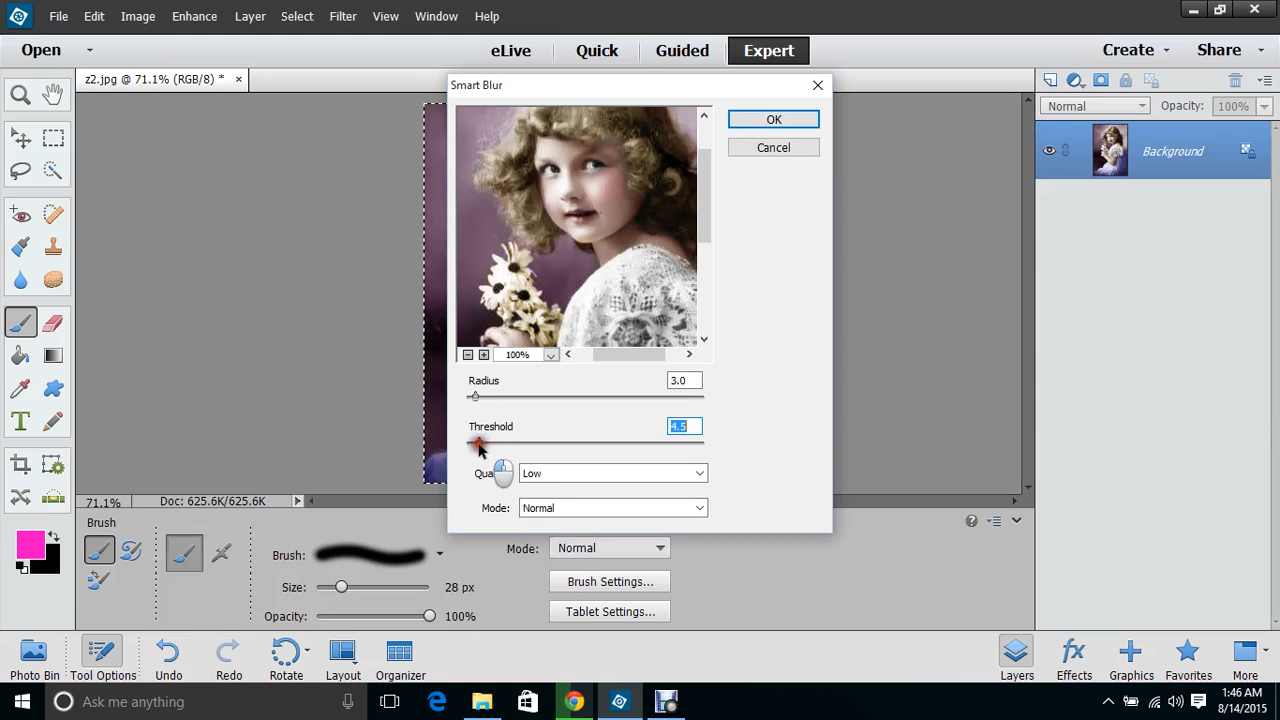 File Edit Image Enhance Layer Select Filter View Window Help
Open eLive Quick Guided Expert Create Share
z2.jpg @ 71.1% (RGB/8) * ×
Smart Blur
OK
Cancel
Normal Opacity: 100%
Background
100%
Radius 3.0
Threshold 4.5
Low
Mode: Normal
71.1% Doc: 625.6K/625.6K
Brush
Brush: Mode: Normal
Size: 28 px Brush Settings...
Opacity: 100% Tablet Settings...
Photo Bin Tool Options Undo Redo Rotate Layout Organizer Layers Effects Graphics Favorites More
Ask me anything
1:46 AM
8/14/2015